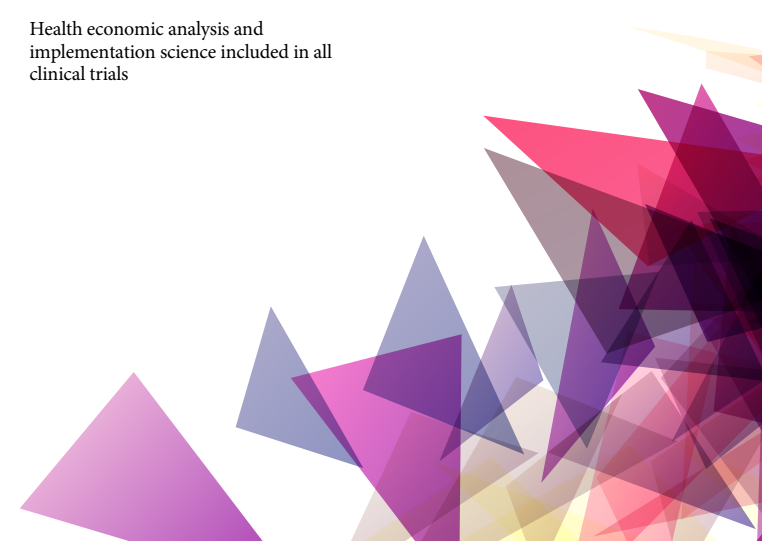 Health economic analysis and
implementation science included in all
clinical trials